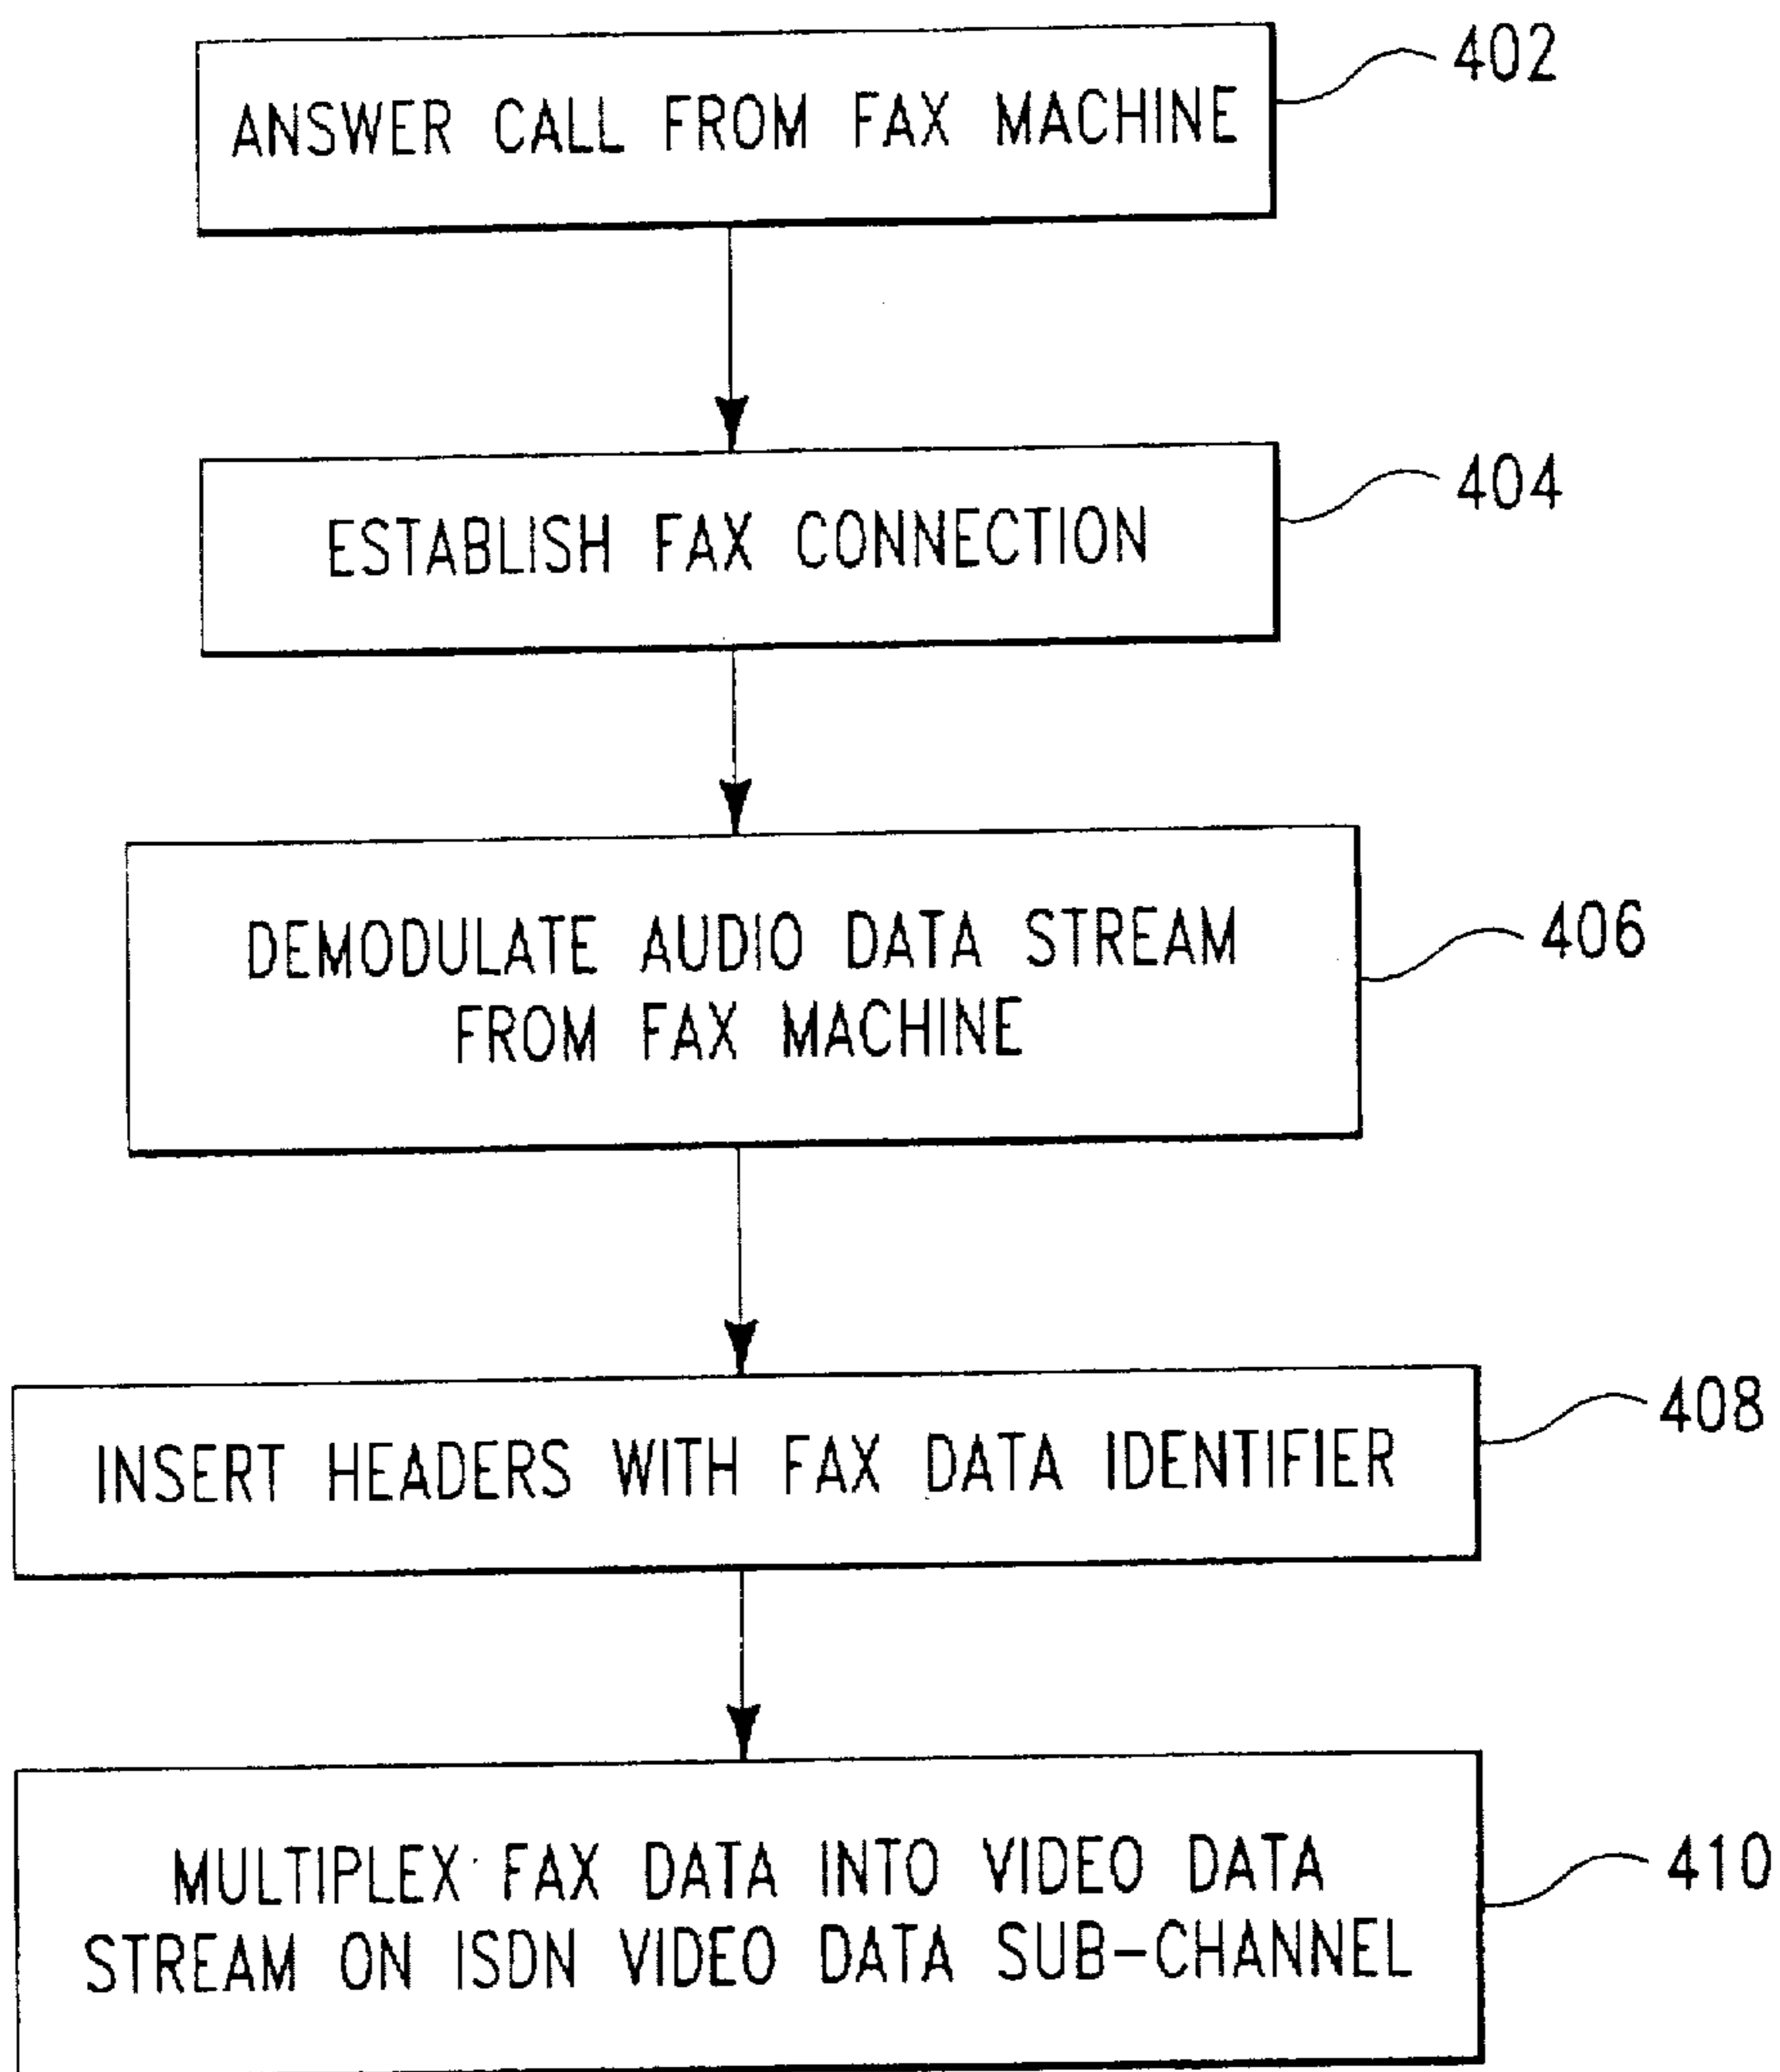 ANSWER CALL FROM FAX MACHINE
402
ESTABLISH FAX CONNECTION
404
DEMODULATE AUDIO DATA STREAM
FROM FAX MACHINE
406
INSERT HEADERS WITH FAX DATA IDENTIFIER
408
MULTIPLEX FAX DATA INTO VIDEO DATA
STREAM ON ISDN VIDEO DATA SUB-CHANNEL
410